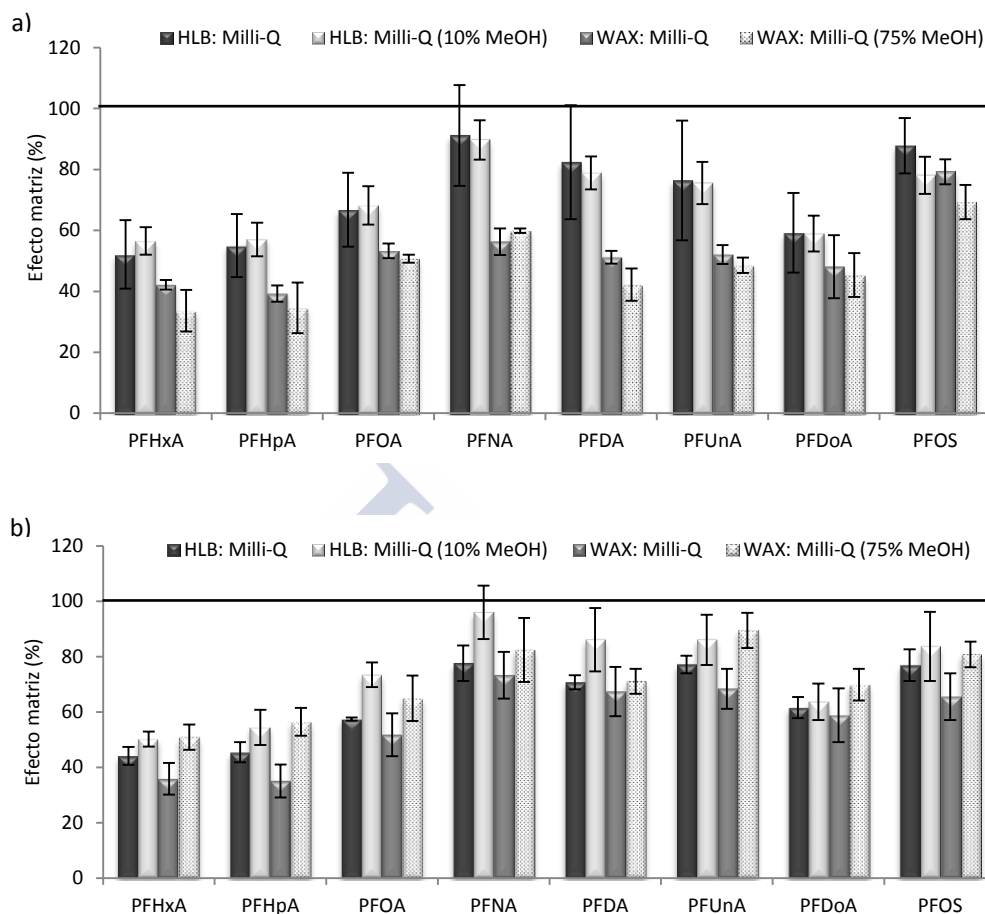 a)
HLB: Milli-Q HLB: Milli-Q (10% MeOH) WAX: Milli-Q WAX: Milli-Q (75% MeOH)
Efecto matriz (%)
120
100
80
60
40
20
0
PFHxA PFHpA PFOA PFNA PFDA PFUnA PFDoA PFOS
b)
HLB: Milli-Q HLB: Milli-Q (10% MeOH) WAX: Milli-Q WAX: Milli-Q (75% MeOH)
Efecto matriz (%)
120
100
80
60
40
20
0
PFHxA PFHpA PFOA PFNA PFDA PFUnA PFDoA PFOS